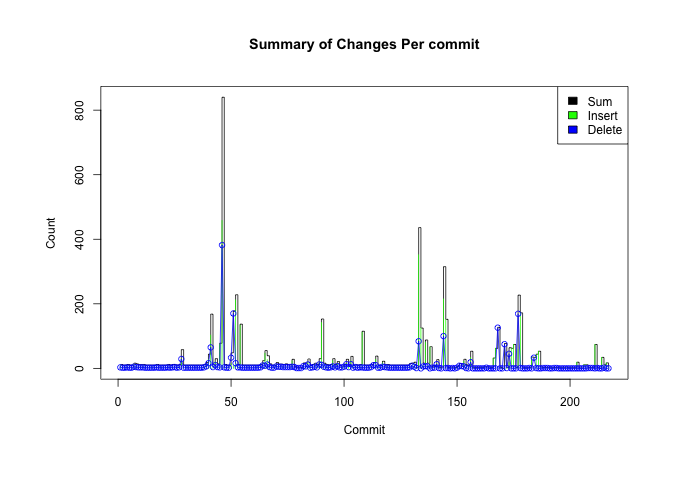 Summary of Changes Per commit
Sum
Insert
Delete
Count
800
600
400
200
0
0 50 100 150 200
Commit